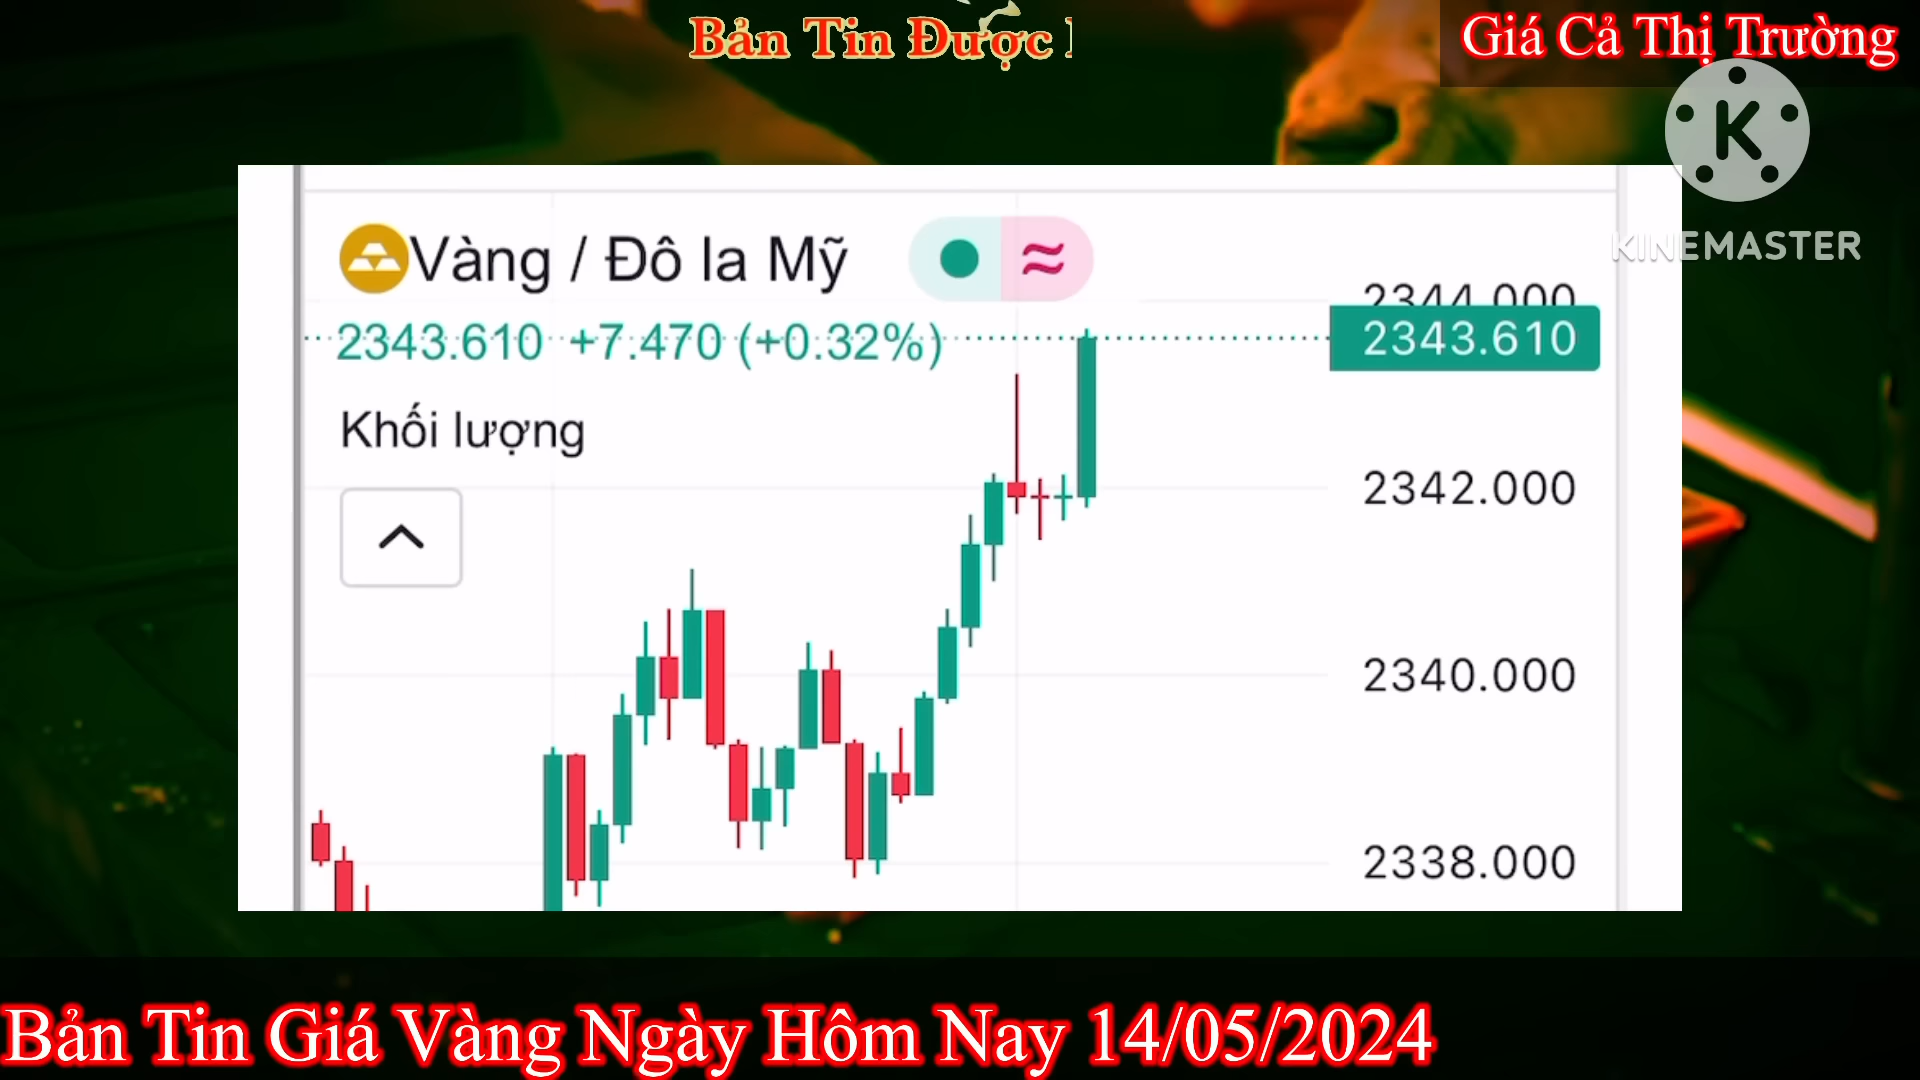 Bản Tin Được
Giá Cả Thị Trường
K
KINEMASTER
Vàng / Đô la Mỹ
≈
2344.000
2343.610 +7.470 (+0.32%)
2343.610
Khối lượng
2342.000
2340.000
2338.000
Bản Tin Giá Vàng Ngày Hôm Nay 14/05/2024